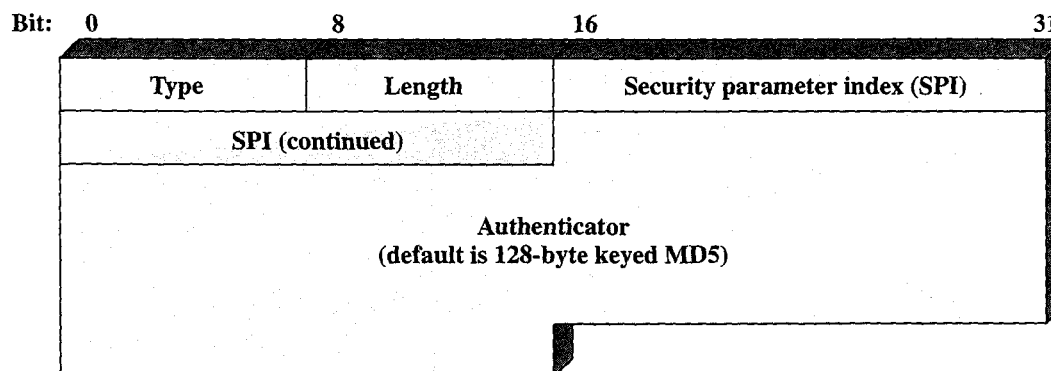 Bit: 0 8 16 31
Type Length Security parameter index (SPI)
SPI (continued)
Authenticator
(default is 128-byte keyed MD5)